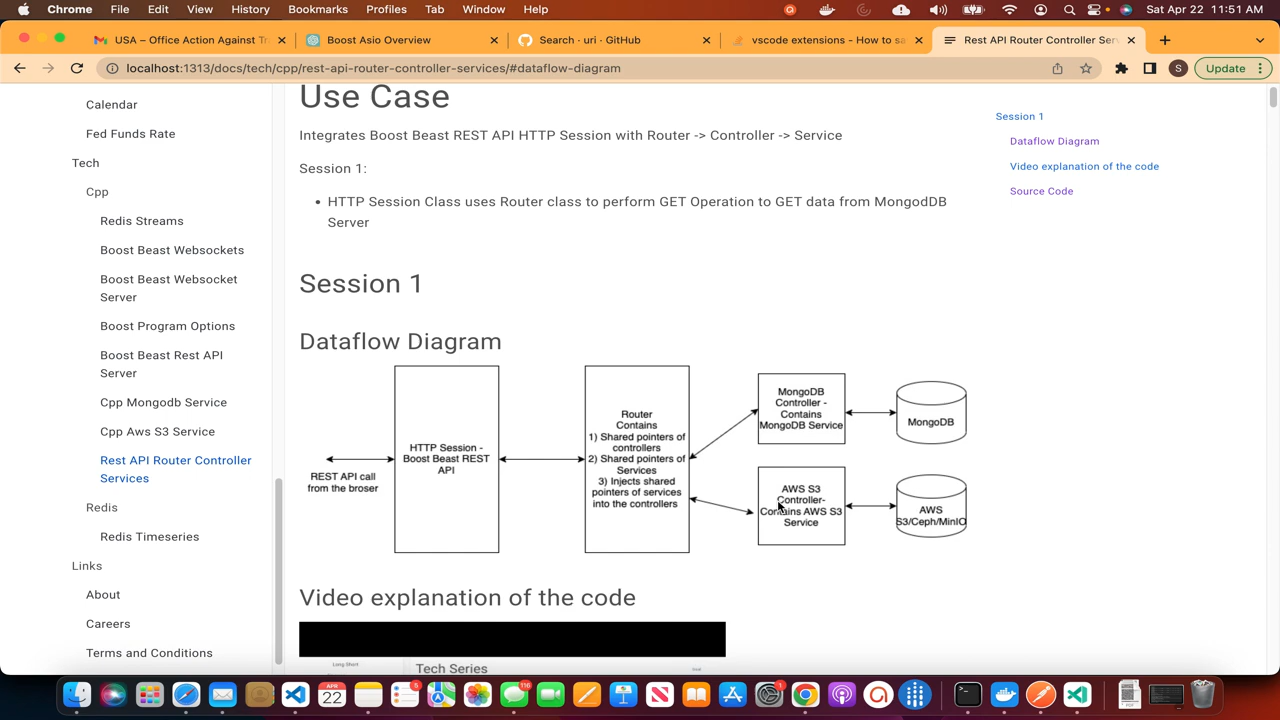 Chrome File Edit View History Bookmarks Profiles Tab Window Help Sat Apr 22 11:51 AM
USA – Office Action Against Tr
Boost Asio Overview
Search · uri · GitHub
vscode extensions - How to sa
Rest API Router Controller Ser
localhost:1313/docs/tech/cpp/rest-api-router-controller-services/#dataflow-diagram
S
Update
Calendar
Fed Funds Rate
Tech
Cpp
Redis Streams
Boost Beast Websockets
Boost Beast Websocket
Server
Boost Program Options
Boost Beast Rest API
Server
Cpp Mongodb Service
Cpp Aws S3 Service
Rest API Router Controller
Services
Redis
Redis Timeseries
Links
About
Careers
Terms and Conditions
Use Case
Integrates Boost Beast REST API HTTP Session with Router -> Controller -> Service
Session 1:
• HTTP Session Class uses Router class to perform GET Operation to GET data from MongodDB
Server
Session 1
Dataflow Diagram
REST API call
from the broser
HTTP Session -
Boost Beast REST
API
Router
Contains
1) Shared pointers of
controllers
2) Shared pointers of
Services
3) Injects shared
pointers of services
into the controllers
MongoDB
Controller -
Contains
MongoDB Service
MongoDB
AWS S3
Controller-
Contains AWS S3
Service
AWS
S3/Ceph/MinIO
Video explanation of the code
Long Short
Tech Series
Session 1
Dataflow Diagram
Video explanation of the code
Source Code
APR
22
5
116
1